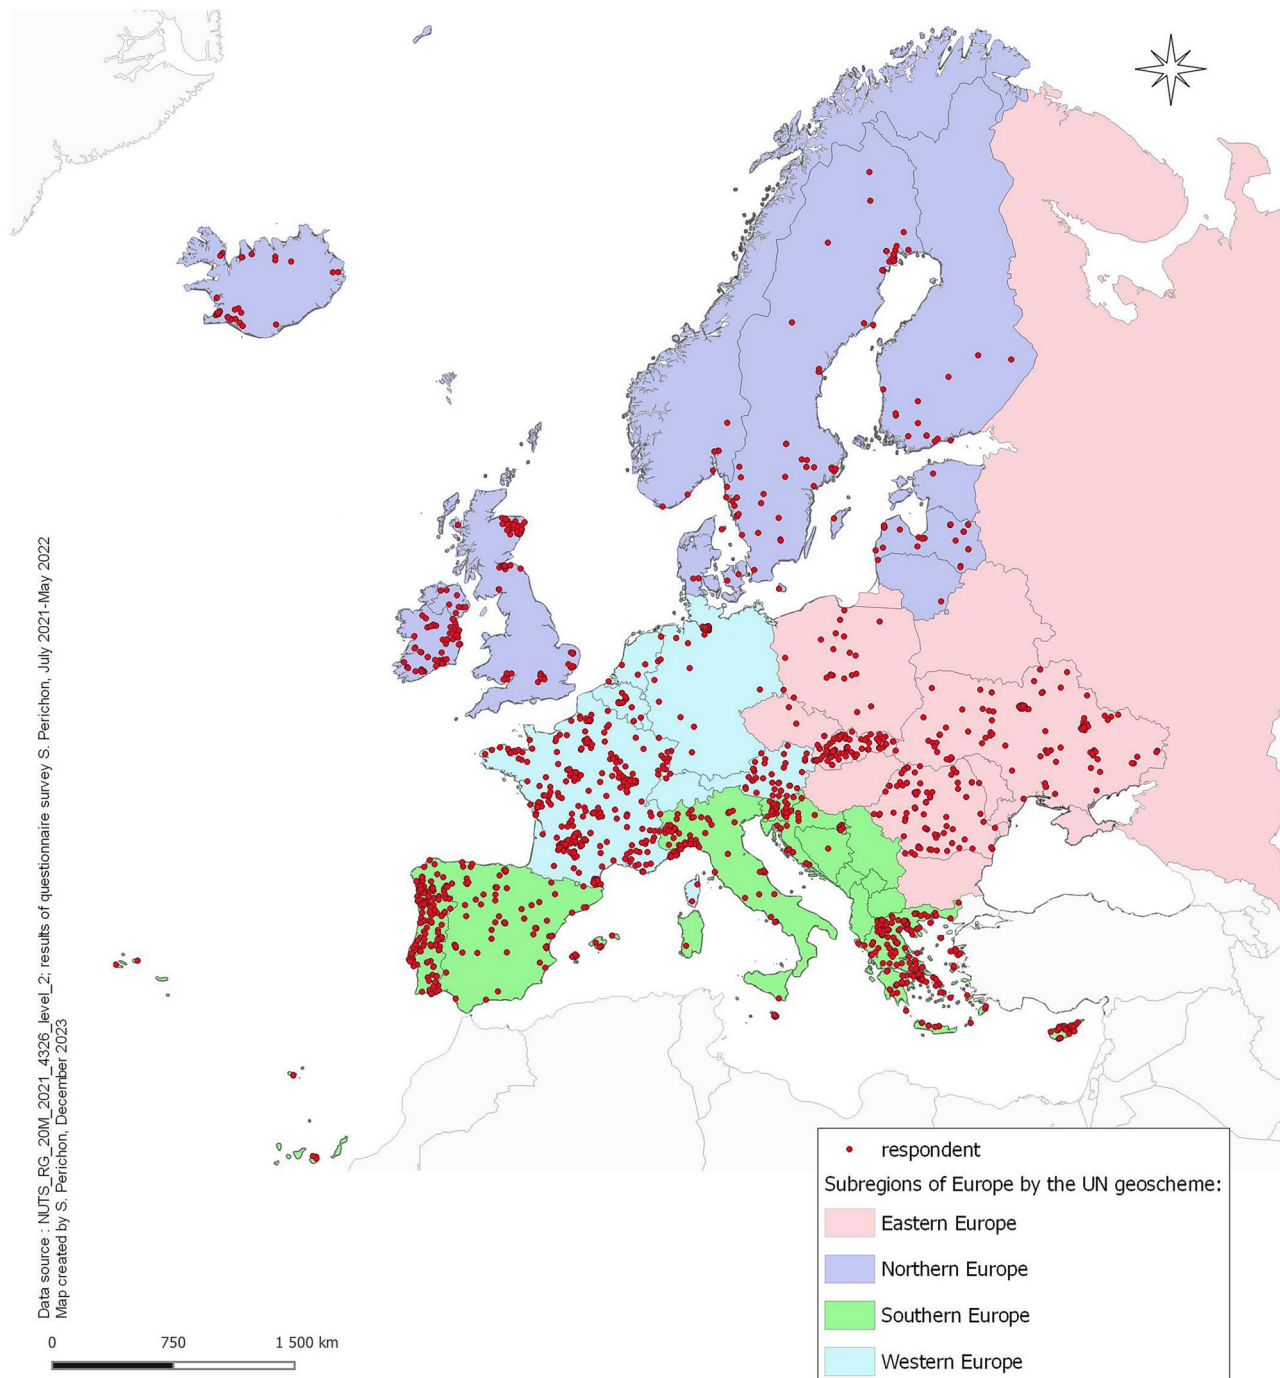 Data source : NUTS_RG_20M_2021_4326_level_2; results of questionnaire survey S. Perichon, July 2021-May 2022
Map created by S. Perichon, December 2023
0 750 1 500 km
respondent
Subregions of Europe by the UN geoscheme:
Eastern Europe
Northern Europe
Southern Europe
Western Europe